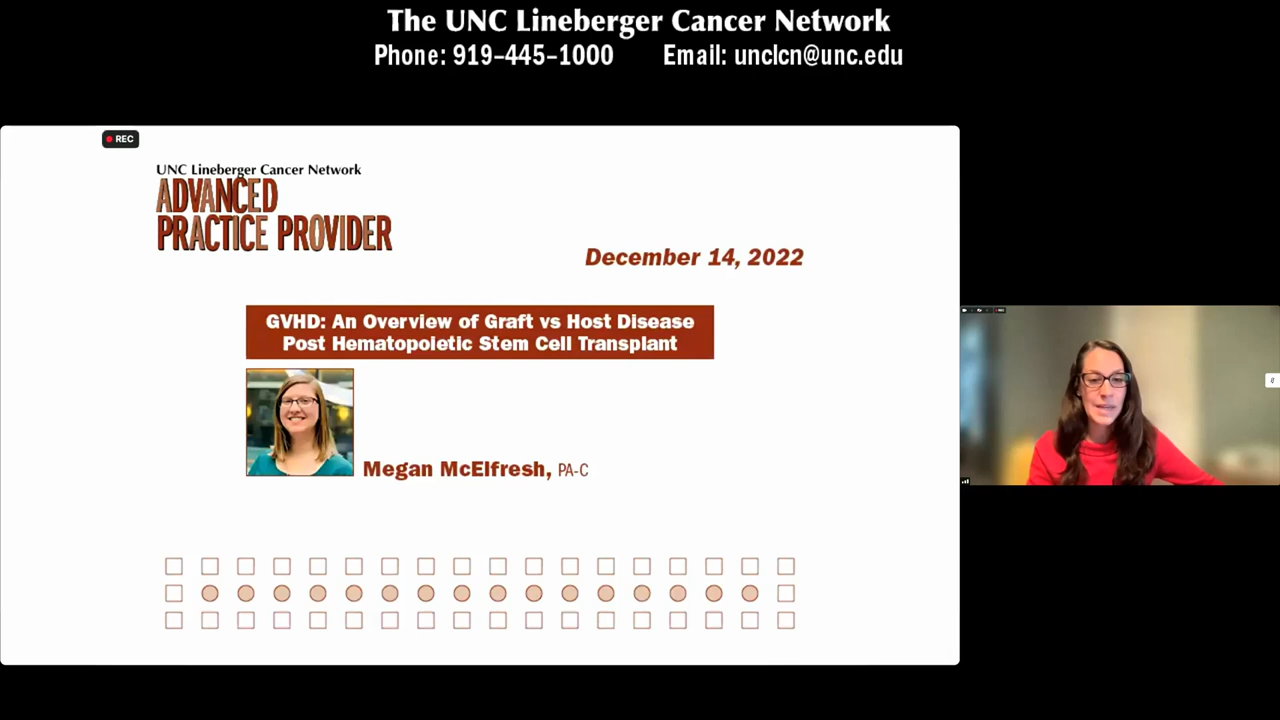 The UNC Lineberger Cancer Network
Phone: 919-445-1000 Email: unclcn@unc.edu
REC
UNC Lineberger Cancer Network
ADVANCED
PRACTICE PROVIDER
December 14, 2022
GVHD: An Overview of Graft vs Host Disease
Post Hematopoietic Stem Cell Transplant
Megan McElfresh, PA-C